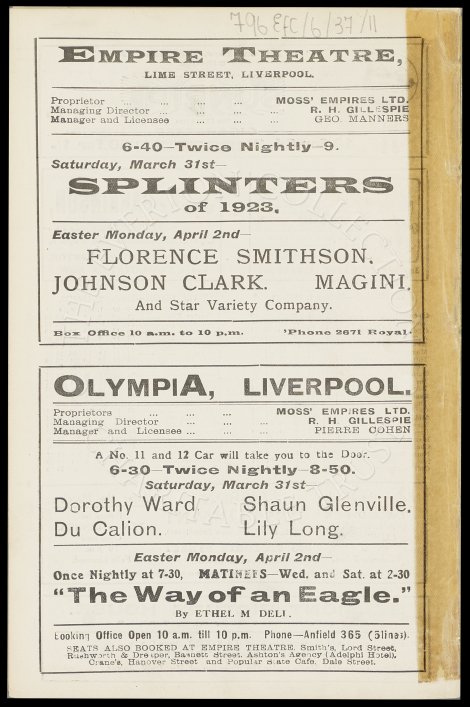 796 EFC/6/37/11
EMPIRE THEATRE,
LIME STREET, LIVERPOOL.
Proprietor ... ... ... ... MOSS' EMPIRES LTD.
Managing Director ... ... ... R. H. GILLESPIE
Manager and Licensee ... ... ... GEO. MANNERS
6-40—Twice Nightly—9.
Saturday, March 31st—
SPLINTERS
of 1923.
Easter Monday, April 2nd—
FLORENCE SMITHSON.
JOHNSON CLARK. MAGINI.
And Star Variety Company.
Box Office 10 a.m. to 10 p.m. 'Phone 2671 Royal.
OLYMPIA, LIVERPOOL.
Proprietors ... ... ... MOSS' EMPIRES LTD.
Managing Director ... ... R. H. GILLESPIE
Manager and Licensee ... ... ... PIERRE COHEN
A No. 11 and 12 Car will take you to the Door.
6-30—Twice Nightly—8-50.
Saturday, March 31st—
Dorothy Ward Shaun Glenville.
Du Calion. Lily Long.
Easter Monday, April 2nd—
Once Nightly at 7-30, MATINEES—Wed. and Sat. at 2-30
"The Way of an Eagle."
BY ETHEL M DELL.
Booking Office Open 10 a.m. till 10 p.m. Phone—Anfield 365 (5lines).
SEATS ALSO BOOKED AT EMPIRE THEATRE. Smith's, Lord Street,
Rushworth & Dreaper, Basnett Street, Ashton's Agency (Adelphi Hotel),
Crane's, Hanover Street and Popular State Cafe, Dale Street.